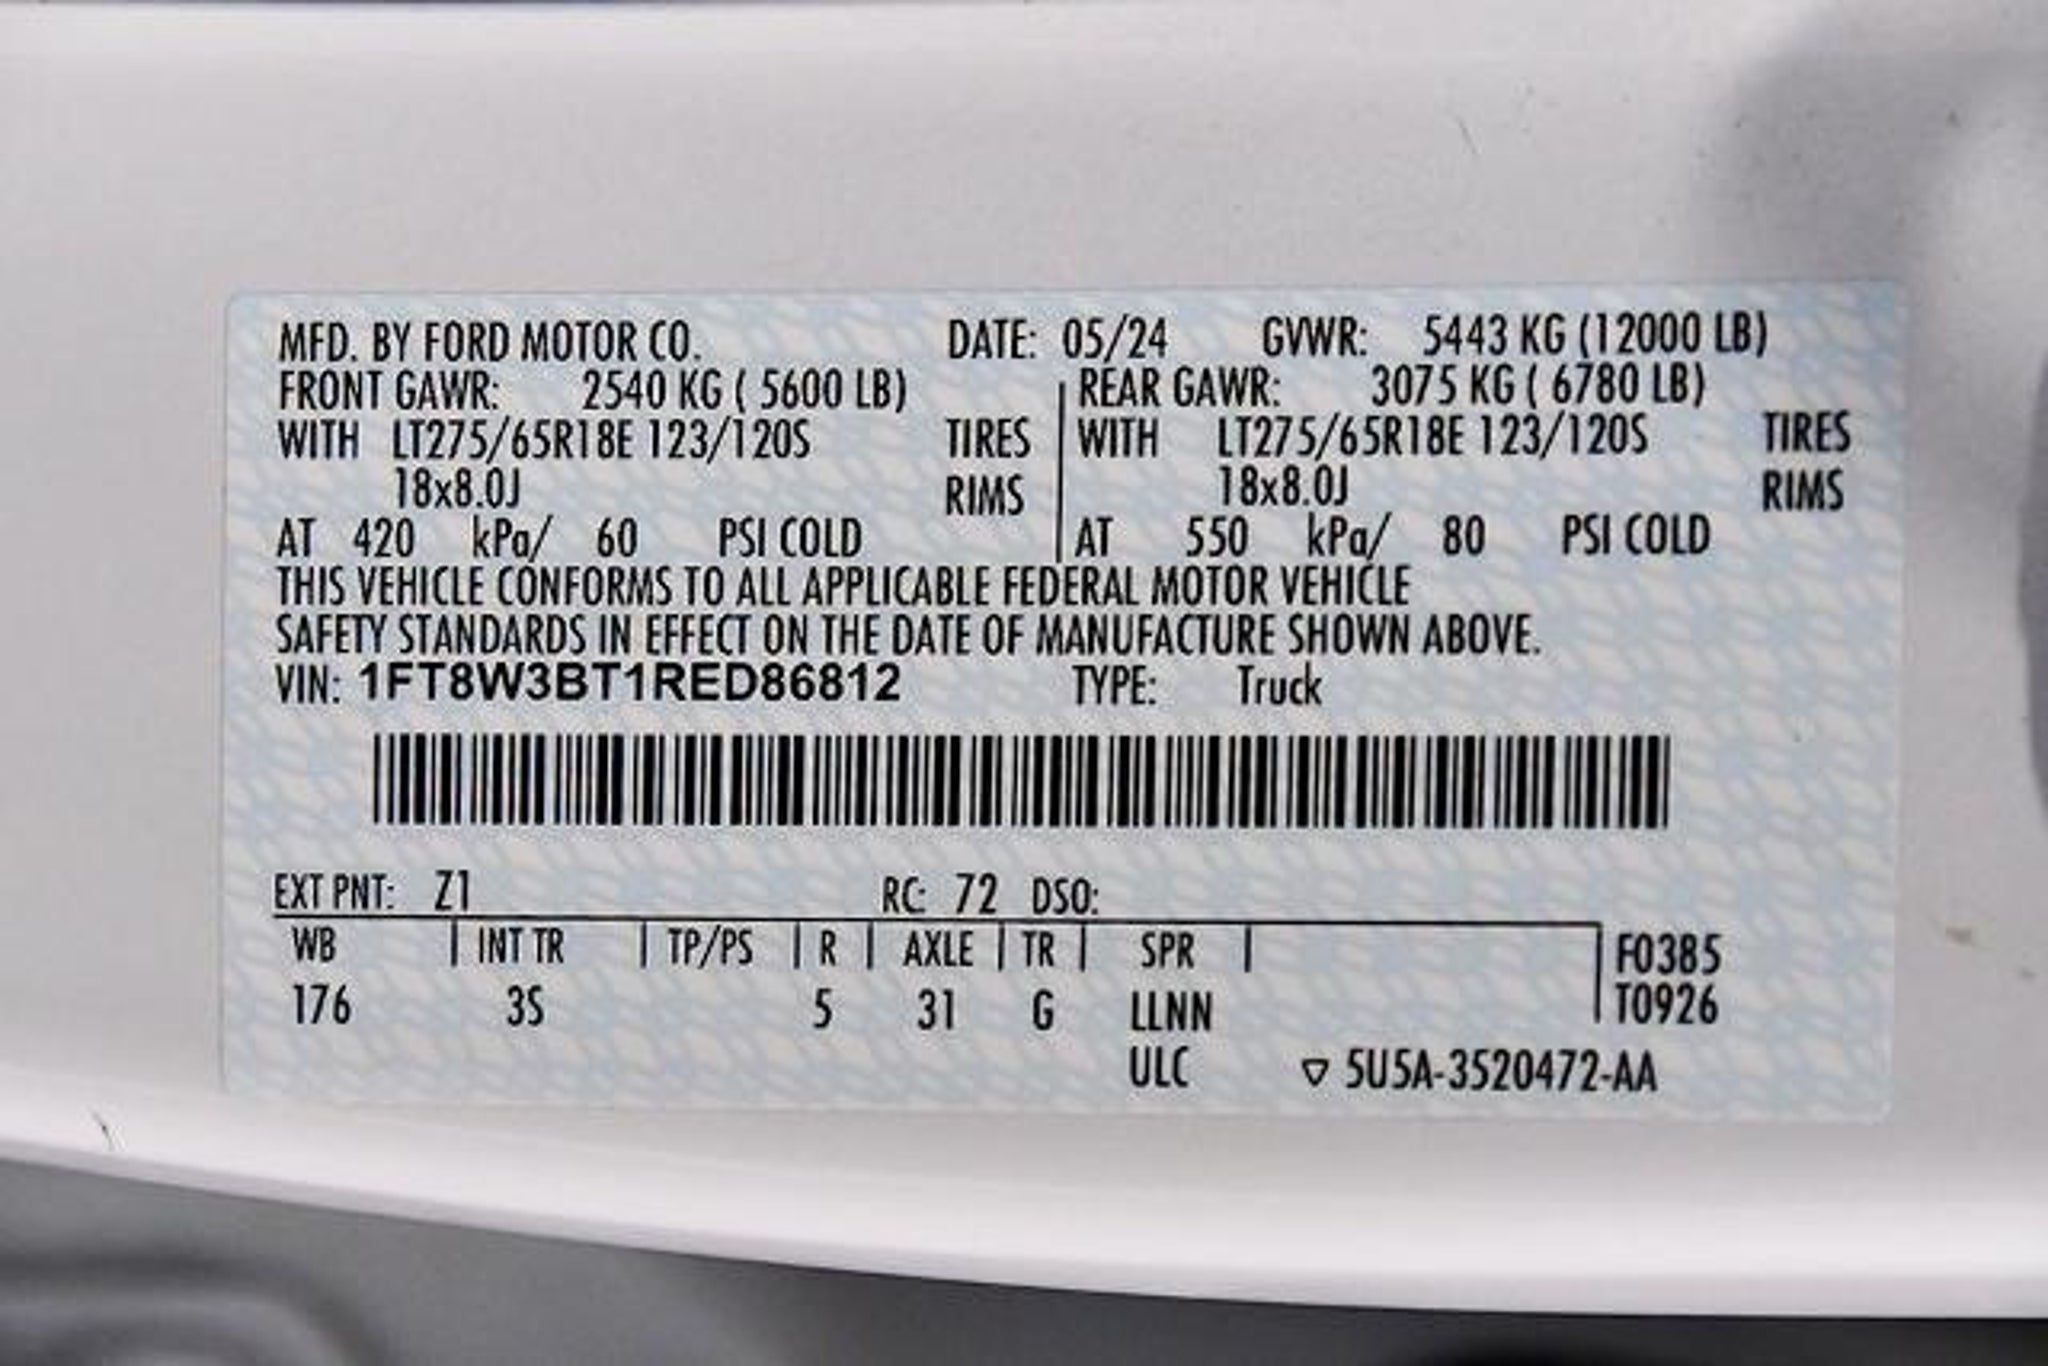 MFD. BY FORD MOTOR CO. DATE: 05/24 GVWR: 5443 KG (12000 LB)
FRONT GAWR: 2540 KG ( 5600 LB) REAR GAWR: 3075 KG ( 6780 LB)
WITH LT275/65R18E 123/120S TIRES WITH LT275/65R18E 123/120S TIRES
18x8.0J RIMS 18x8.0J RIMS
AT 420 kPa/ 60 PSI COLD AT 550 kPa/ 80 PSI COLD
THIS VEHICLE CONFORMS TO ALL APPLICABLE FEDERAL MOTOR VEHICLE
SAFETY STANDARDS IN EFFECT ON THE DATE OF MANUFACTURE SHOWN ABOVE.
VIN: 1FT8W3BT1RED86812 TYPE: Truck
EXT PNT: Z1 RC: 72 DSO:
WB INT TR TP/PS R AXLE TR SPR F0385
176 3S 5 31 G LLNN T0926
ULC ▽ 5U5A-3520472-AA